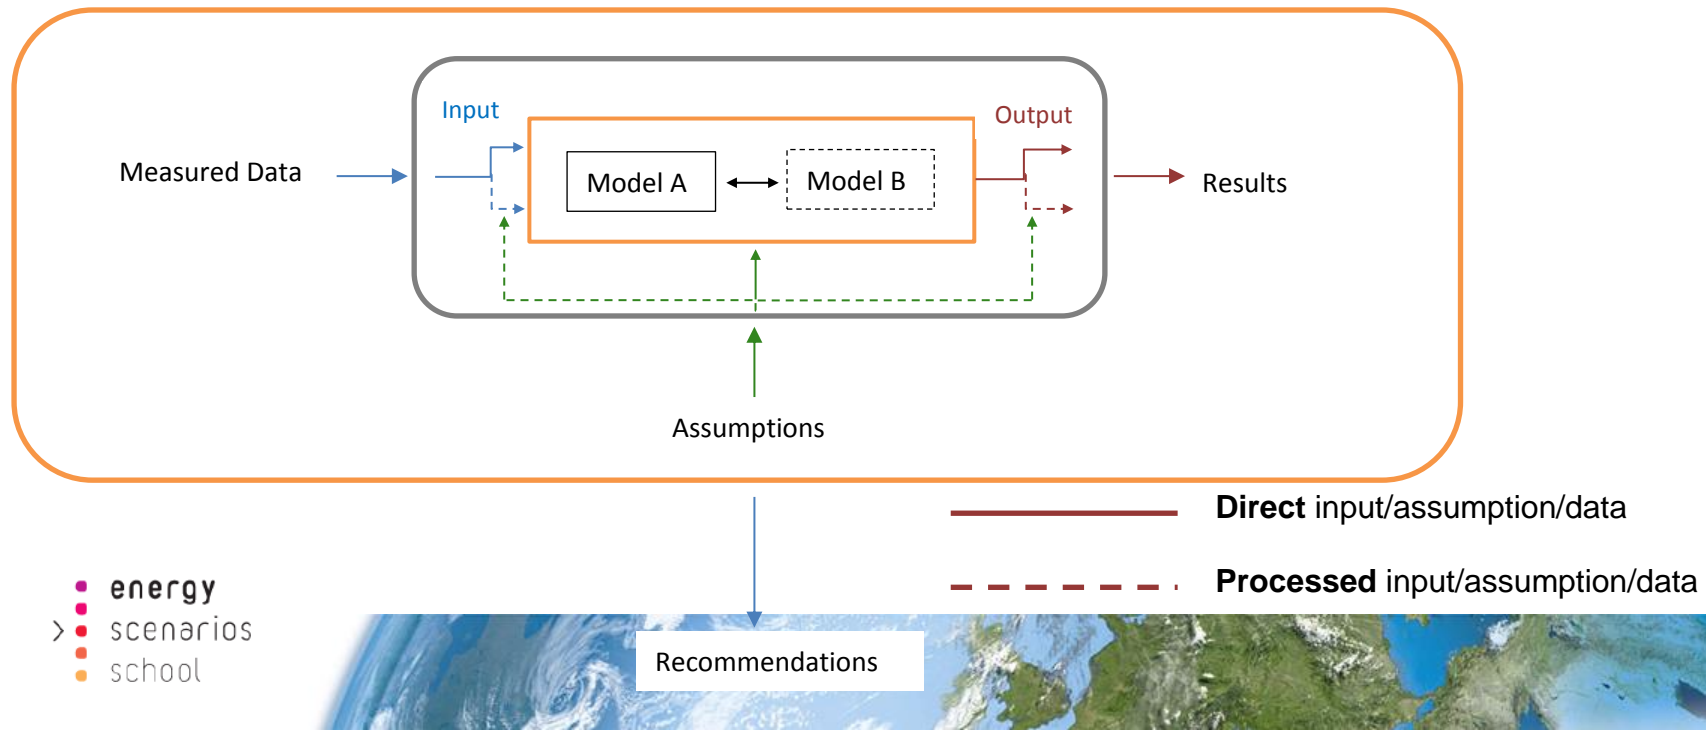 Input
Output
Measured Data
Model A
Model B
Results
Assumptions
Direct input/assumption/data
Processed input/assumption/data
energy
scenarios
school
Recommendations